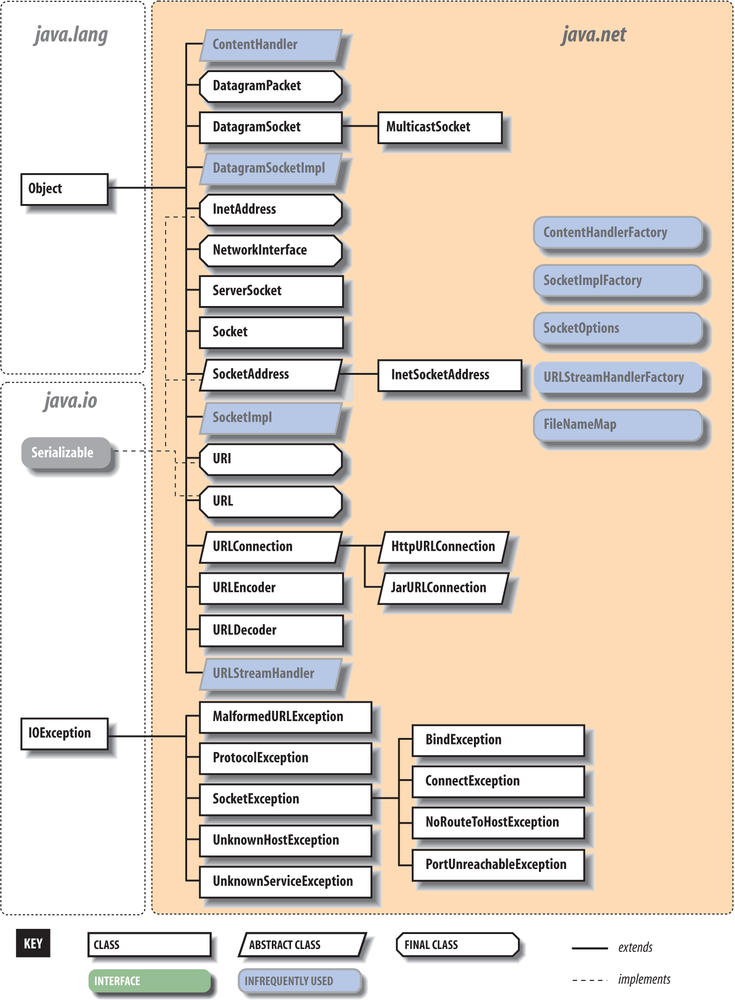 java.lang
java.net
ContentHandler
DatagramPacket
DatagramSocket
MulticastSocket
DatagramSocketImpl
Object
InetAddress
ContentHandlerFactory
NetworkInterface
SocketImplFactory
ServerSocket
SocketOptions
Socket
SocketAddress
InetSocketAddress
URLStreamHandlerFactory
java.io
SocketImpl
FileNameMap
Serializable
URI
URL
URLConnection
HttpURLConnection
URLEncoder
JarURLConnection
URLDecoder
URLStreamHandler
MalformedURLException
IOException
BindException
ProtocolException
ConnectException
SocketException
NoRouteToHostException
UnknownHostException
PortUnreachableException
UnknownServiceException
KEY
CLASS
ABSTRACT CLASS
FINAL CLASS
extends
INTERFACE
INFREQUENTLY USED
implements